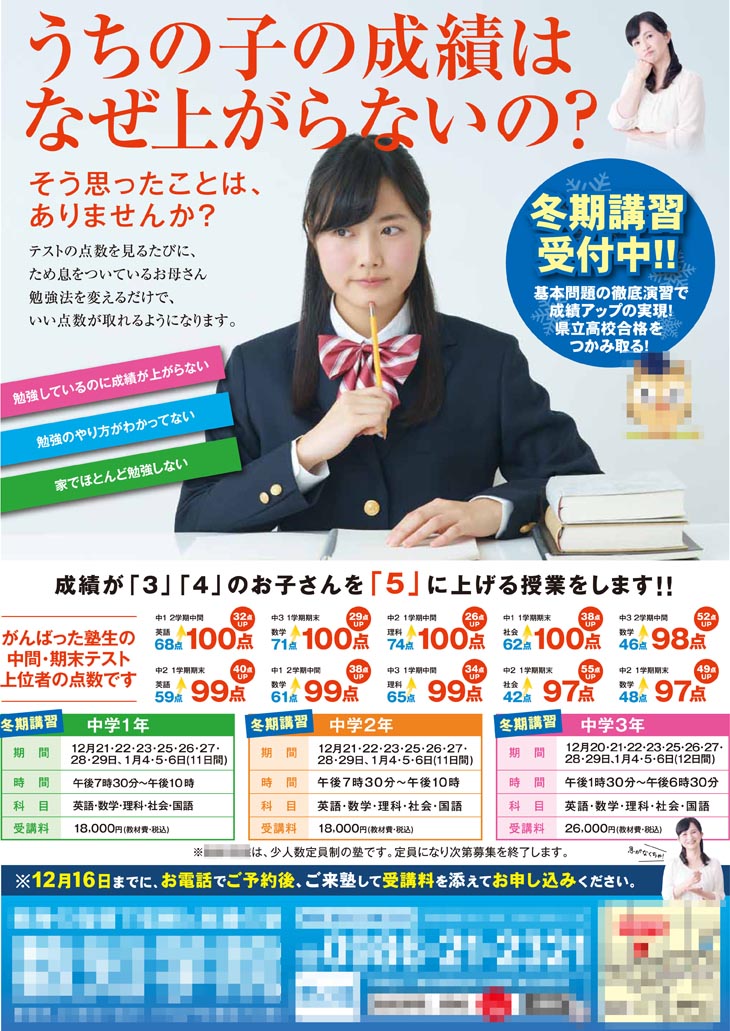 うちの子の成績は
なぜ上がらないの?
そう思ったことは、
ありませんか?
テストの点数を見るたびに、
ため息をついているお母さん
勉強法を変えるだけで、
いい点数が取れるようになります。
冬期講習
受付中!!
基本問題の徹底演習で
成績アップの実現!
県立高校合格を
つかみ取る!
勉強しているのに成績が上がらない
勉強のやり方がわかってない
家でほとんど勉強しない
成績が「3」「4」のお子さんを「5」に上げる授業をします!!
がんばった塾生の
中間・期末テスト
上位者の点数です
中1 2学期中間 英語 68点 100点 32点UP
中3 1学期期末 数学 71点 100点 29点UP
中2 1学期中間 理科 74点 100点 26点UP
中1 1学期期末 社会 62点 100点 38点UP
中3 2学期中間 数学 46点 98点 52点UP
中2 1学期期末 英語 59点 99点 40点UP
中1 2学期中間 数学 61点 99点 38点UP
中3 1学期中間 理科 65点 99点 34点UP
中2 1学期期末 社会 42点 97点 55点UP
中2 2学期中間 数学 48点 97点 49点UP
冬期講習 中学1年
期間 12月21・22・23・25・26・27・
28・29日、1月4・5・6日(11日間)
時間 午後7時30分〜午後10時
科目 英語・数学・理科・社会・国語
受講料 18.000円(教材費・税込)
冬期講習 中学2年
期間 12月21・22・23・25・26・27・
28・29日、1月4・5・6日(11日間)
時間 午後7時30分〜午後10時
科目 英語・数学・理科・社会・国語
受講料 18.000円(教材費・税込)
冬期講習 中学3年
期間 12月20・21・22・23・25・26・27・
28・29日、1月4・5・6日(12日間)
時間 午後1時30分〜午後6時30分
科目 英語・数学・理科・社会・国語
受講料 26.000円(教材費・税込)
※は、少人数定員制の塾です。定員になり次第募集を終了します。
急がなくちゃ!
※12月16日までに、お電話でご予約後、ご来塾して受講料を添えてお申し込みください。